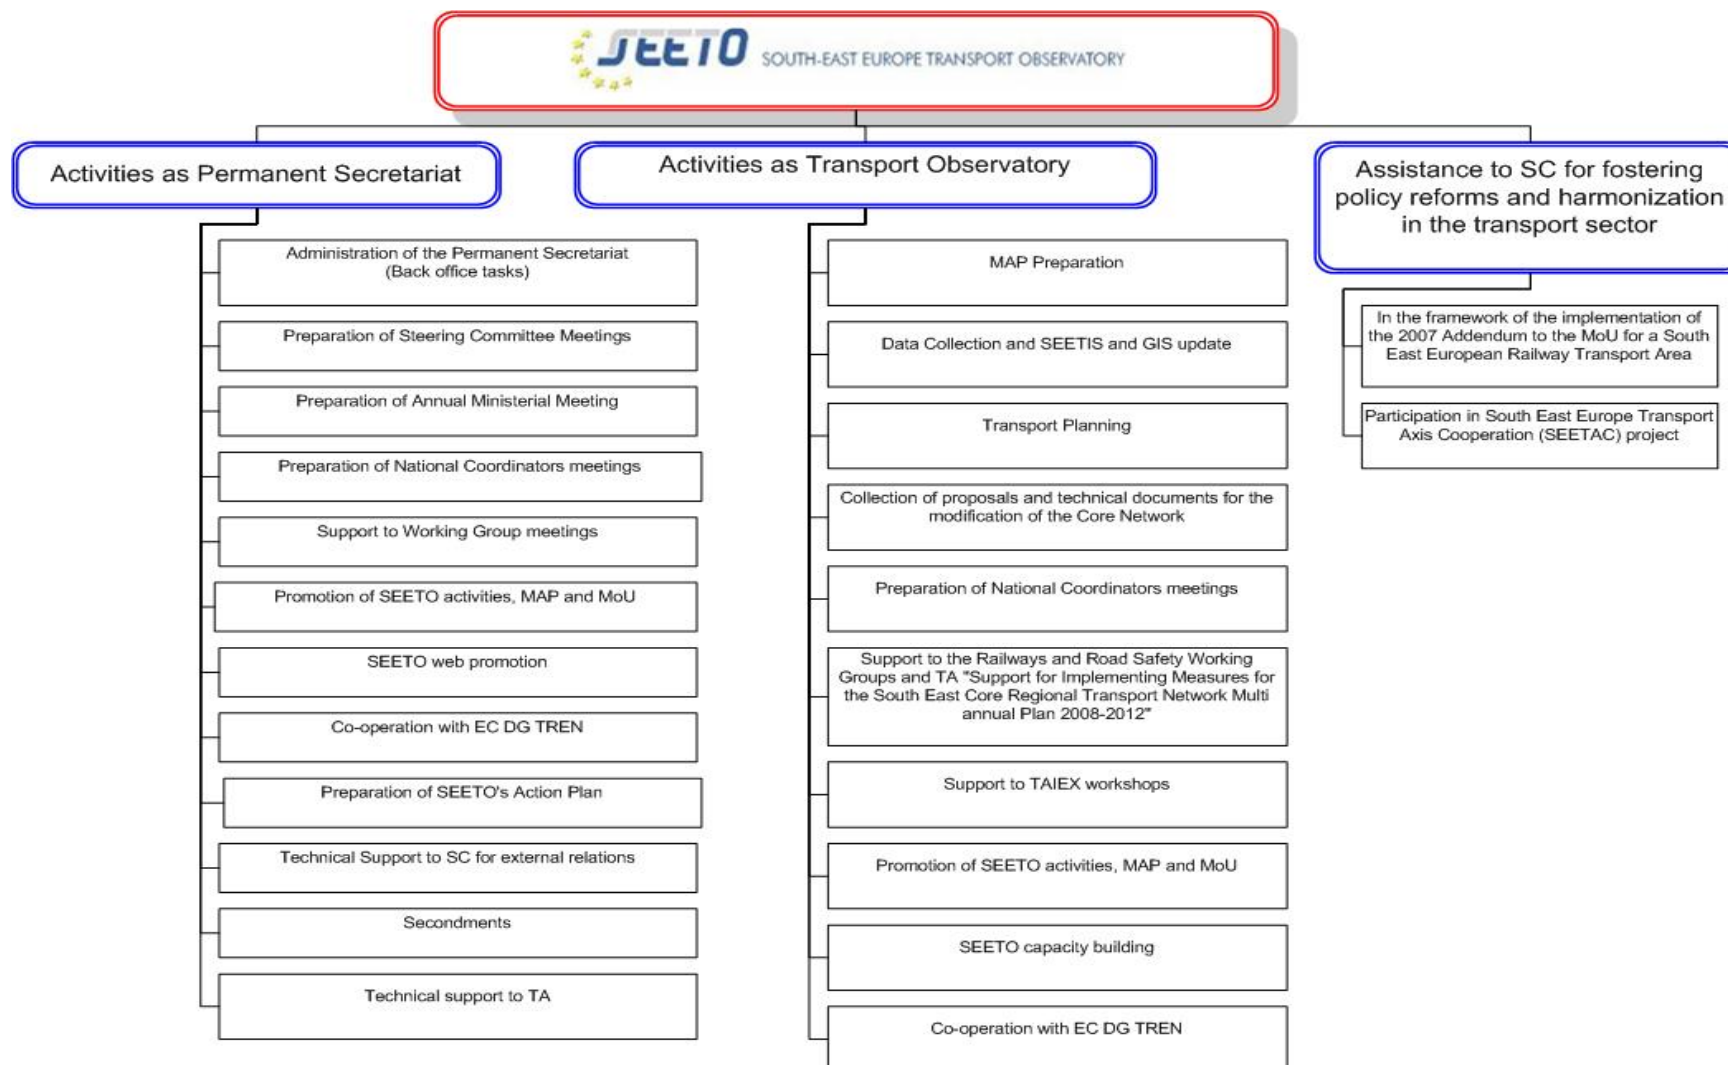 SEETO SOUTH-EAST EUROPE TRANSPORT OBSERVATORY
Activities as Permanent Secretariat
Administration of the Permanent Secretariat
(Back office tasks)
Preparation of Steering Committee Meetings
Preparation of Annual Ministerial Meeting
Preparation of National Coordinators meetings
Support to Working Group meetings
Promotion of SEETO activities, MAP and MoU
SEETO web promotion
Co-operation with EC DG TREN
Preparation of SEETO's Action Plan
Technical Support to SC for external relations
Secondments
Technical support to TA
Activities as Transport Observatory
MAP Preparation
Data Collection and SEETIS and GIS update
Transport Planning
Collection of proposals and technical documents for the
modification of the Core Network
Preparation of National Coordinators meetings
Support to the Railways and Road Safety Working
Groups and TA "Support for Implementing Measures for
the South East Core Regional Transport Network Multi
annual Plan 2008-2012"
Support to TAIEX workshops
Promotion of SEETO activities, MAP and MoU
SEETO capacity building
Co-operation with EC DG TREN
Assistance to SC for fostering
policy reforms and harmonization
in the transport sector
In the framework of the implementation of
the 2007 Addendum to the MoU for a South
East European Railway Transport Area
Participation in South East Europe Transport
Axis Cooperation (SEETAC) project